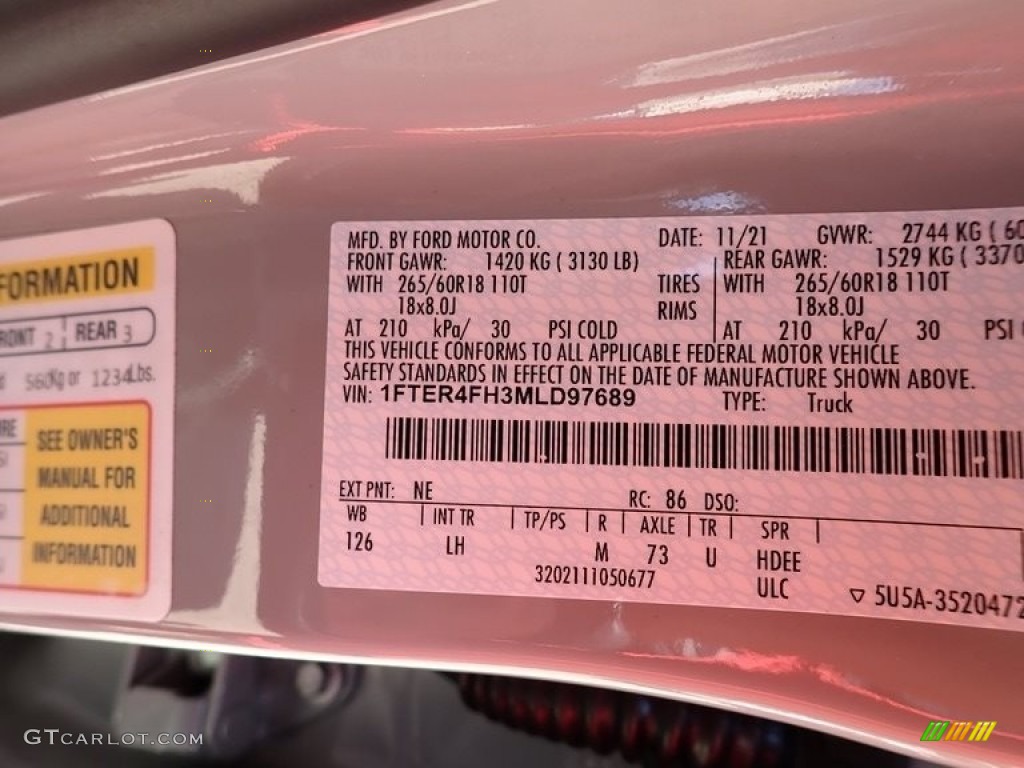 FORMATION
RONT 2 REAR 3
560Kg or 1234Lbs.
SEE OWNER'S
MANUAL FOR
ADDITIONAL
INFORMATION
MFD. BY FORD MOTOR CO. DATE: 11/21 GVWR: 2744 KG ( 60
FRONT GAWR: 1420 KG ( 3130 LB) REAR GAWR: 1529 KG ( 3370
WITH 265/60R18 110T TIRES WITH 265/60R18 110T
18x8.0J RIMS 18x8.0J
AT 210 kPa/ 30 PSI COLD AT 210 kPa/ 30 PSI
THIS VEHICLE CONFORMS TO ALL APPLICABLE FEDERAL MOTOR VEHICLE
SAFETY STANDARDS IN EFFECT ON THE DATE OF MANUFACTURE SHOWN ABOVE.
VIN: 1FTER4FH3MLD97689 TYPE: Truck
EXT PNT: NE RC: 86 DSO:
WB INT TR TP/PS R AXLE TR SPR
126 LH M 73 U HDEE
3202111050677 ULC ▽ 5U5A-3520472
GTCARLOT.COM